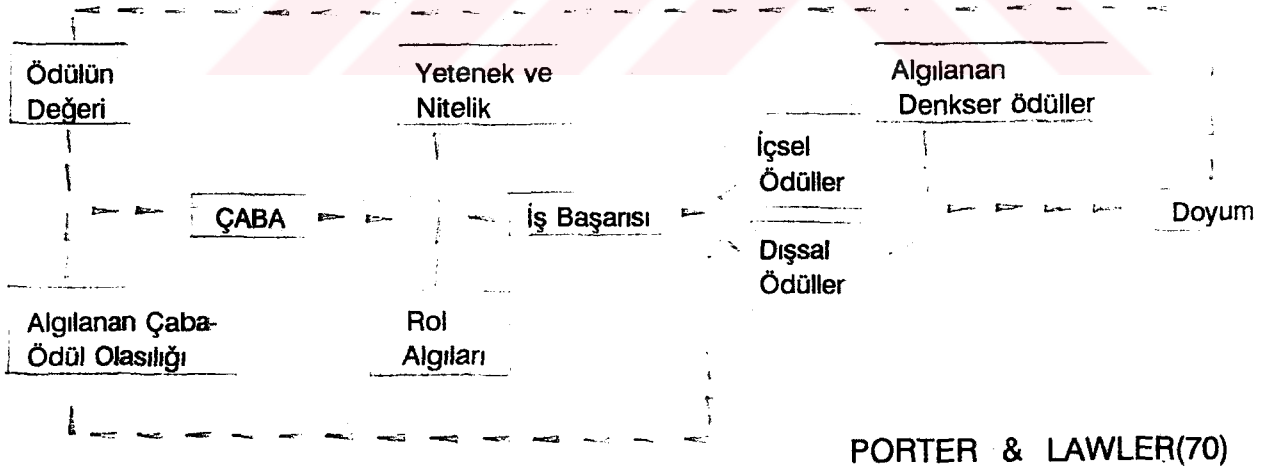 Ödülün
Değeri
Yetenek ve
Nitelik
Algılanan
Denkser ödüller
İçsel
Ödüller
ÇABA
İş Başarısı
Doyum
Dışsal
Ödüller
Algılanan Çaba-
Ödül Olasılığı
Rol
Algıları
PORTER & LAWLER(70)